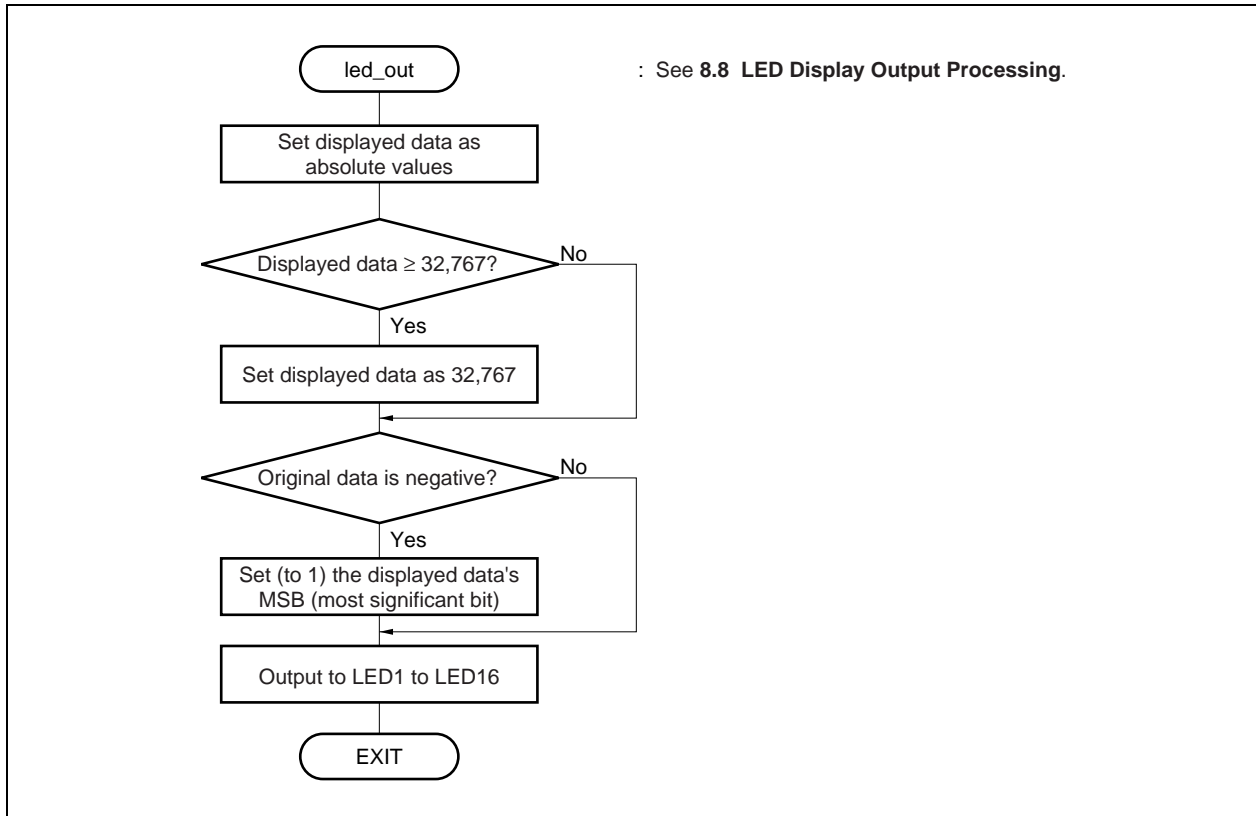 led_out
: See 8.8 LED Display Output Processing.
Set displayed data as
absolute values
Displayed data ≥ 32,767?
No
Yes
Set displayed data as 32,767
Original data is negative?
No
Yes
Set (to 1) the displayed data's
MSB (most significant bit)
Output to LED1 to LED16
EXIT